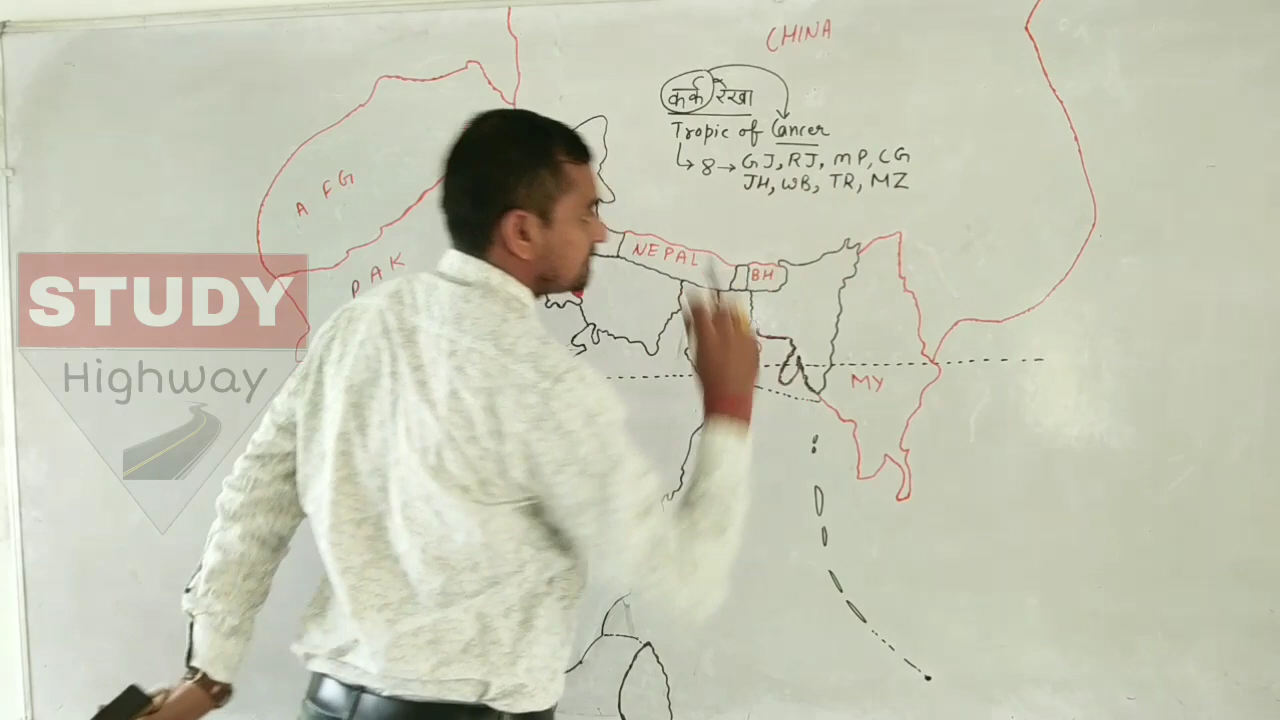 CHINA
कर्क रेखा
Tropic of Cancer
8 → GJ, RJ, MP, CG
JH, WB, TR, MZ
AFG
PAK
NEPAL
BH
MY
STUDY
Highway